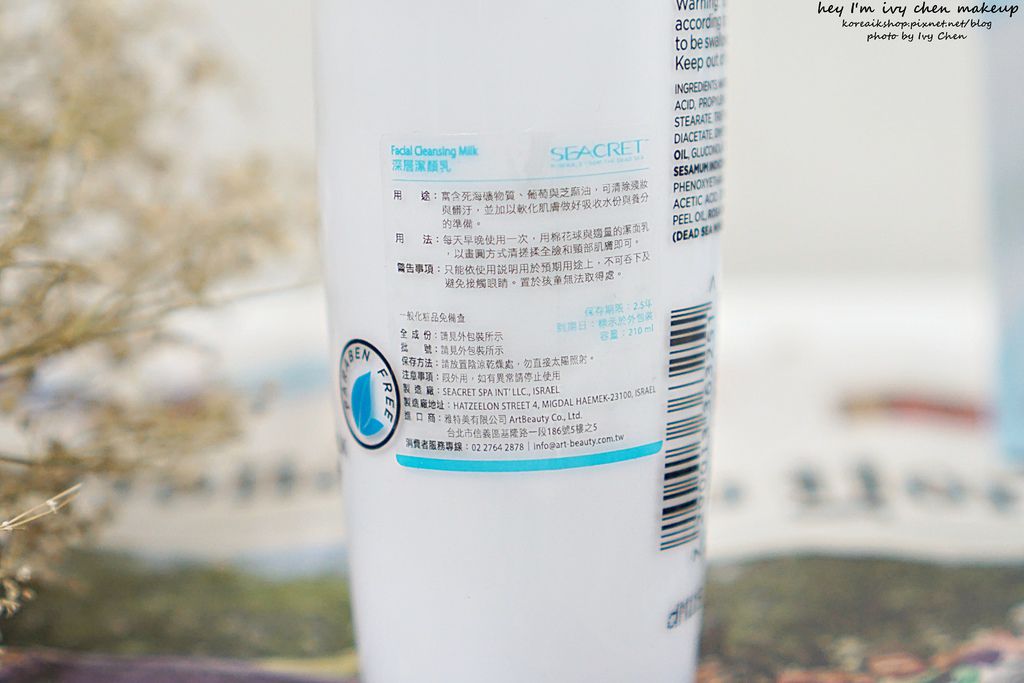 hey I'm ivy chen makeup
koreaikshop.pixnet.net/blog
photo by Ivy Chen
Warning
according
to be swallo
Keep out o
INGREDIENTS
ACID, PROPYL
STEARATE,
DIACETATE,
OIL, GLUCONO
SESAMUM INDI
PHENOXYETH
ACETIC ACID
PEEL OIL,
(DEAD SEA
Facial Cleansing Milk
SEACRET
深層潔顏乳
MINERALS FROM THE DEAD SEA
用 途：富含死海礦物質、葡萄與芝麻油，可清除殘妝
與髒汙，並加以軟化肌膚做好吸收水份與養分
的準備。
用 法：每天早晚使用一次，用棉花球與適量的潔面乳
，以畫圓方式清搓揉全臉和頸部肌膚即可。
警告事項：只能依使用說明用於預期用途上，不可吞下及
避免接觸眼睛。置於孩童無法取得處。
一般化粧品免備查
保存期限：2.5年
到期日：標示於外包裝
容量：210 ml
全 成 份：請見外包裝所示
批 號：請見外包裝所示
保存方法：請放置陰涼乾燥處，勿直接太陽照射。
注意事項：限外用，如有異常請停止使用
製 造 廠：SEACRET SPA INT' LLC., ISRAEL
製造廠地址：HATZEELON STREET 4, MIGDAL HAEMEK-23100, ISRAEL
進 口 商：雅特美有限公司 ArtBeauty Co., Ltd.
台北市信義區基隆路一段186號5樓之5
消費者服務專線：02 2764 2878 | info@art-beauty.com.tw
PARABEN FREE